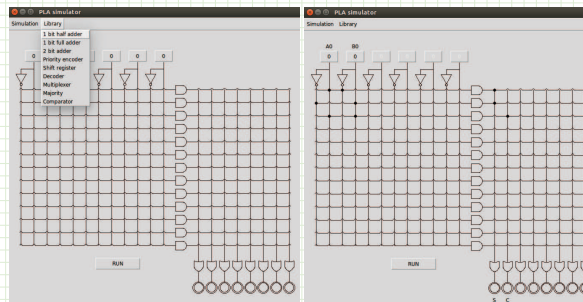 PLA simulator
Simulation Library
1 bit half adder
1 bit full adder
2 bit adder
Priority encoder
Shift register
Decoder
Multiplexer
Majority
Comparator
0 0 0 0
RUN
PLA simulator
Simulation Library
A0 B0
0 0
RUN
S C